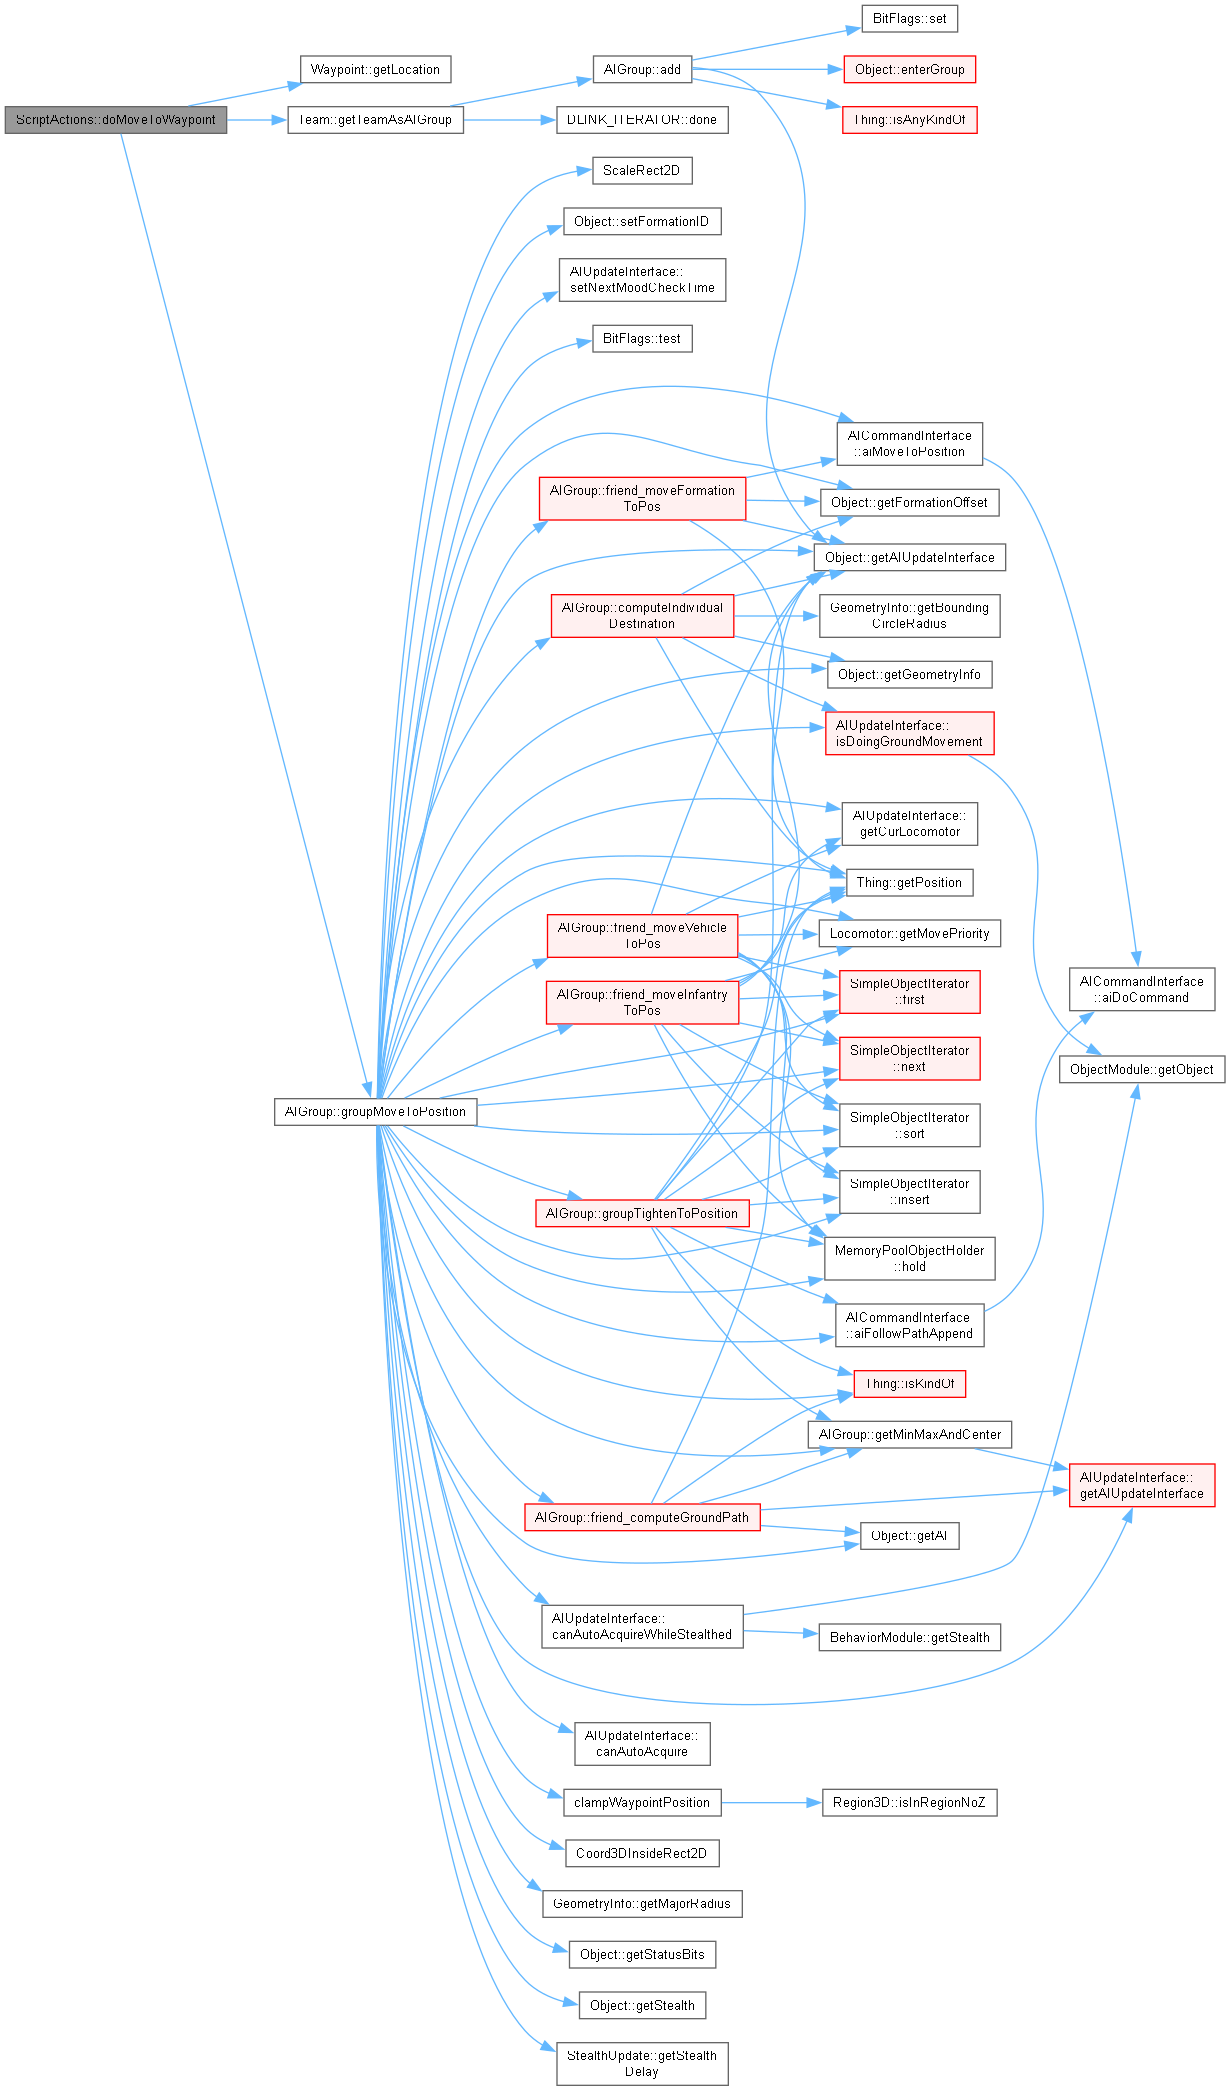 BitFlags::set
Waypoint::getLocation
AIGroup::add
Object::enterGroup
ScriptActions::doMoveToWaypoint
Team::getTeamAsAIGroup
DLINK_ITERATOR::done
Thing::isAnyKindOf
ScaleRect2D
Object::setFormationID
AIUpdateInterface::
setNextMoodCheckTime
BitFlags::test
AICommandInterface
::aiMoveToPosition
AIGroup::friend_moveFormation
ToPos
Object::getFormationOffset
Object::getAIUpdateInterface
AIGroup::computeIndividual
Destination
GeometryInfo::getBounding
CircleRadius
Object::getGeometryInfo
AIUpdateInterface::
isDoingGroundMovement
AIUpdateInterface::
getCurLocomotor
Thing::getPosition
AIGroup::friend_moveVehicle
ToPos
Locomotor::getMovePriority
AIGroup::friend_moveInfantry
ToPos
SimpleObjectIterator
::first
AICommandInterface
::aiDoCommand
SimpleObjectIterator
::next
ObjectModule::getObject
AIGroup::groupMoveToPosition
SimpleObjectIterator
::sort
SimpleObjectIterator
::insert
AIGroup::groupTightenToPosition
MemoryPoolObjectHolder
::hold
AICommandInterface
::aiFollowPathAppend
Thing::isKindOf
AIGroup::getMinMaxAndCenter
AIUpdateInterface::
getAIUpdateInterface
AIGroup::friend_computeGroundPath
Object::getAI
AIUpdateInterface::
canAutoAcquireWhileStealthed
BehaviorModule::getStealth
AIUpdateInterface::
canAutoAcquire
clampWaypointPosition
Region3D::isInRegionNoZ
Coord3DInsideRect2D
GeometryInfo::getMajorRadius
Object::getStatusBits
Object::getStealth
StealthUpdate::getStealth
Delay